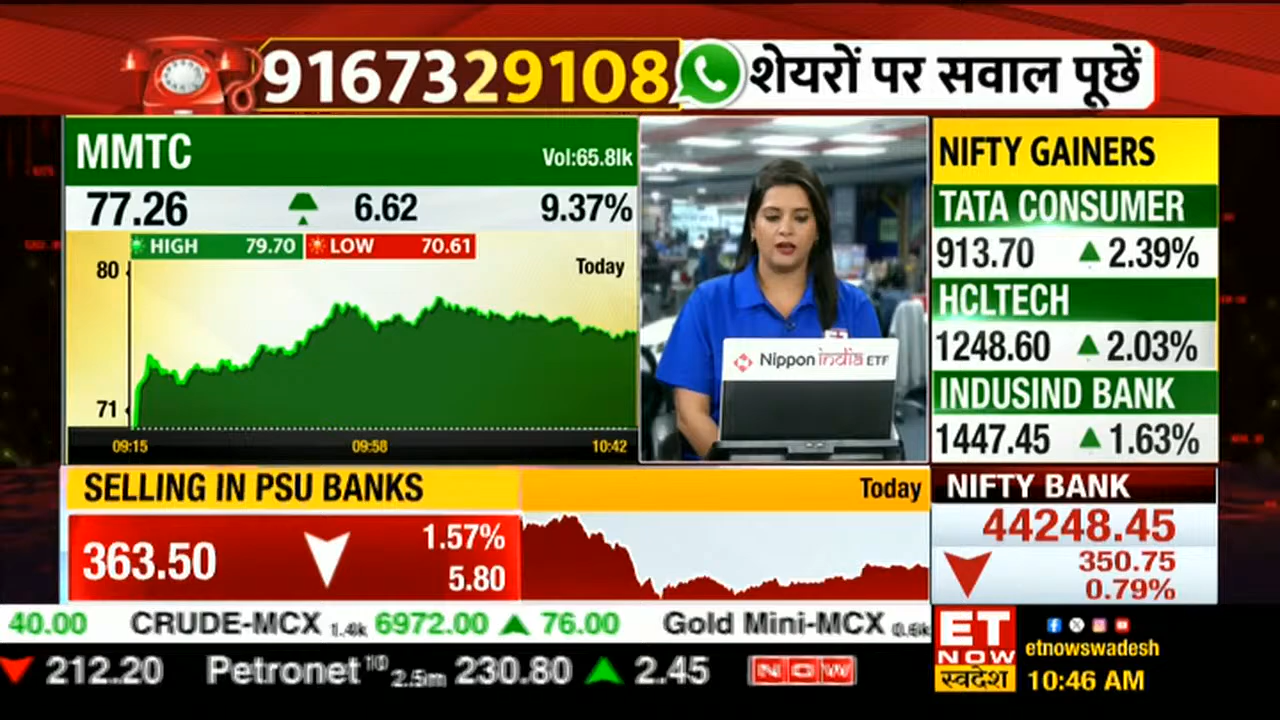 9167329108 शेयरों पर सवाल पूछें
MMTC Vol:65.8lk
77.26 6.62 9.37%
HIGH 79.70 LOW 70.61
80 Today
71
09:15 09:58 10:42
Nippon india ETF
NIFTY GAINERS
TATA CONSUMER
913.70 2.39%
HCLTECH
1248.60 2.03%
INDUSIND BANK
1447.45 1.63%
SELLING IN PSU BANKS Today
363.50 1.57%
5.80
NIFTY BANK
44248.45
350.75
0.79%
40.00 CRUDE-MCX 1.4k 6972.00 76.00 Gold Mini-MCX 0.6k
212.20 Petronet 2.5m 230.80 2.45 NOW
ET
NOW
स्वदेश
etnowswadesh
10:46 AM